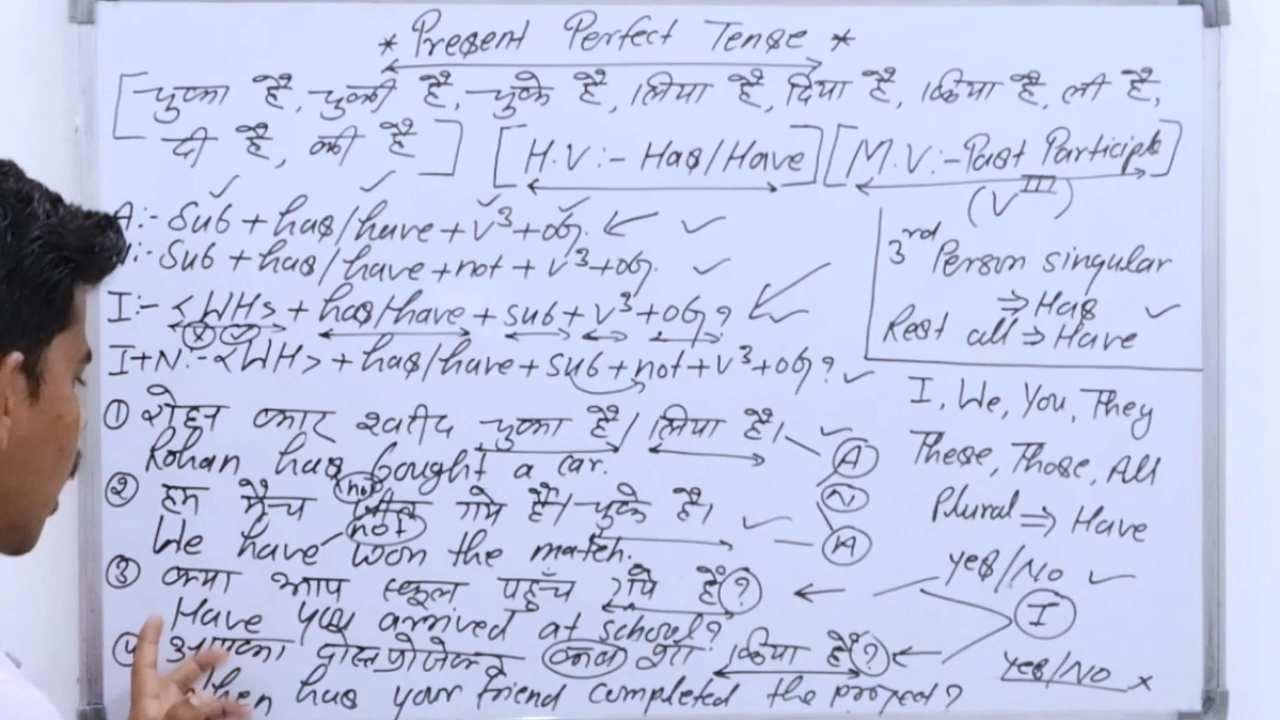 * Present Perfect Tense *
[चुका है, चुकी है, चुके है, लिया है, दिया है, किया है, ली है,
दी है, की है] [H.V:- Has/Have] [M.V:- Past Participle
(V III)
A:- Sub + has/have + V³ + obj.
N:- Sub + has/have + not + V³ + obj.
I:- <WH> + has/have + sub + V³ + obj?
I+N:- <WH> + has/have + sub + not + V³ + obj?
3rd Person singular
⇒ Has
Rest all ⇒ Have
① रोहन कार खरीद चुका है / लिया है। A
Rohan has bought a car.
② हम मैच (not) जीत गये है / चुके है। N
We have (not) won the match. A
③ क्या आप स्कूल पहुँच गये हैं?
Have you arrived at school?
④ आपका दोस्त प्रोजेक्ट कब किया है?
When has your friend completed the project?
I, We, You, They
These, Those, All
Plural ⇒ Have
Yes/No
I
Yes/No x